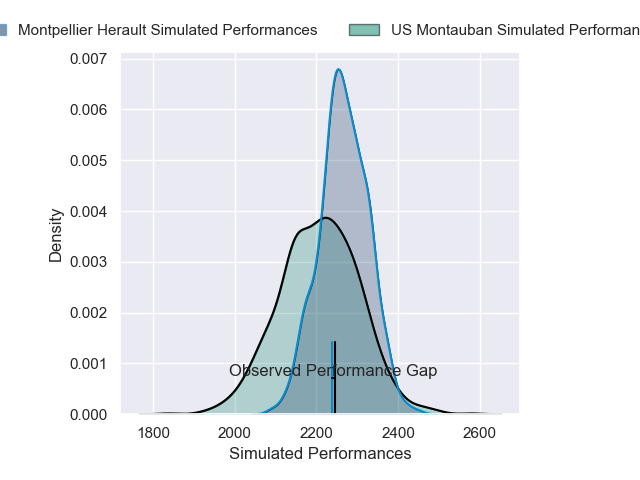 Montpellier Herault Simulated Performances US Montauban Simulated Performan
0.007
0.006
0.005
0.004
0.003
0.002
0.001
0.000
Density
Observed Performance Gap
1800 2000 2200 2400 2600
Simulated Performances